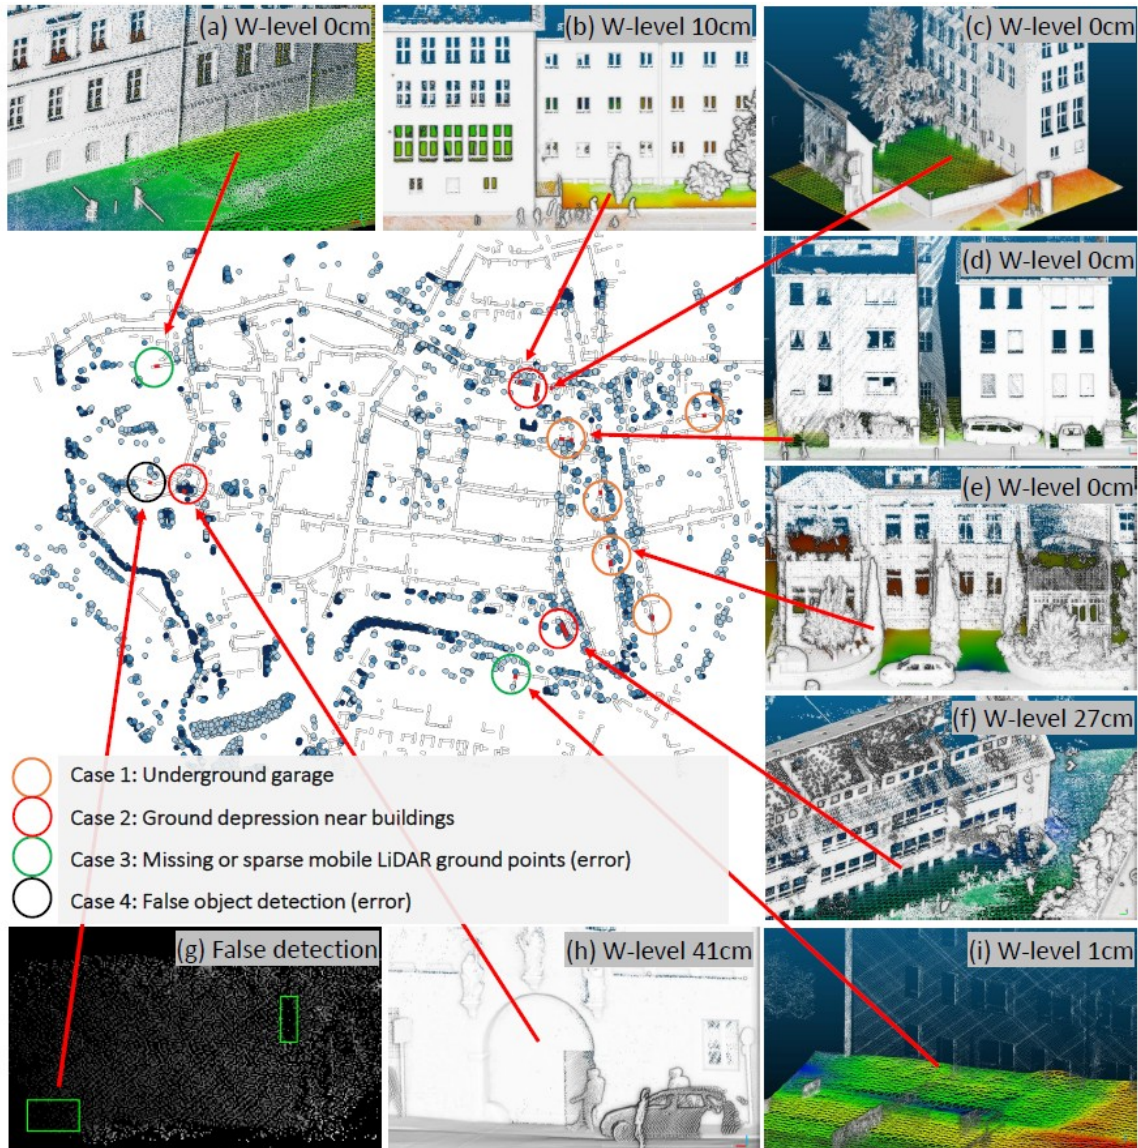 (a) W-level 0cm
(b) W-level 10cm
(c) W-level 0cm
(d) W-level 0cm
(e) W-level 0cm
(f) W-level 27cm
Case 1: Underground garage
Case 2: Ground depression near buildings
Case 3: Missing or sparse mobile LiDAR ground points (error)
Case 4: False object detection (error)
(g) False detection
(h) W-level 41cm
(i) W-level 1cm